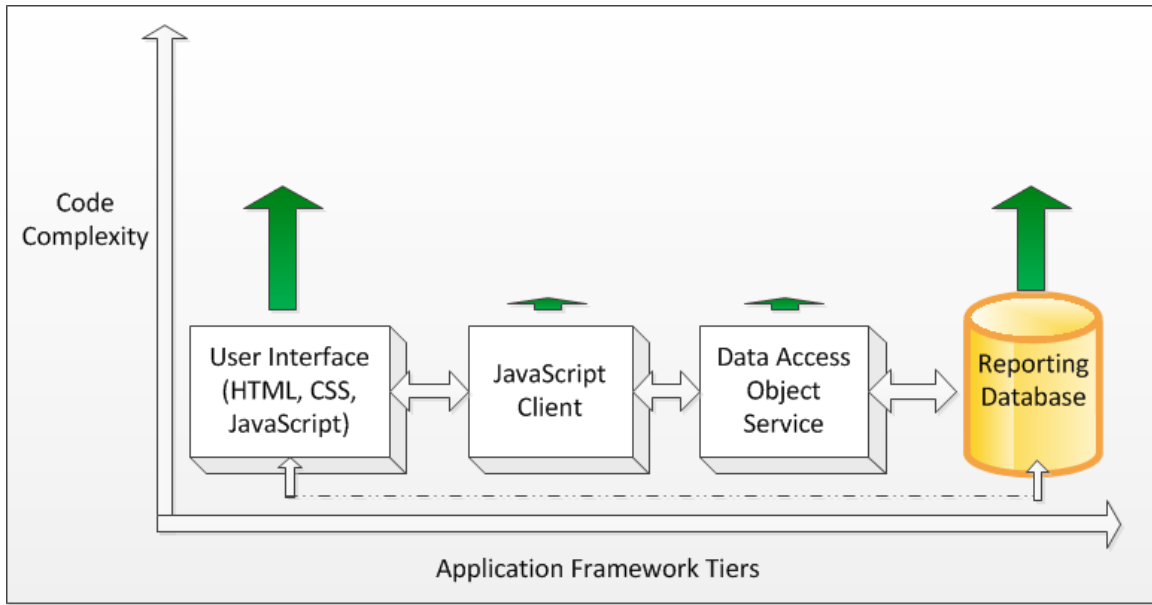 Code
Complexity
User Interface
(HTML, CSS,
JavaScript)
JavaScript
Client
Data Access
Object
Service
Reporting
Database
Application Framework Tiers